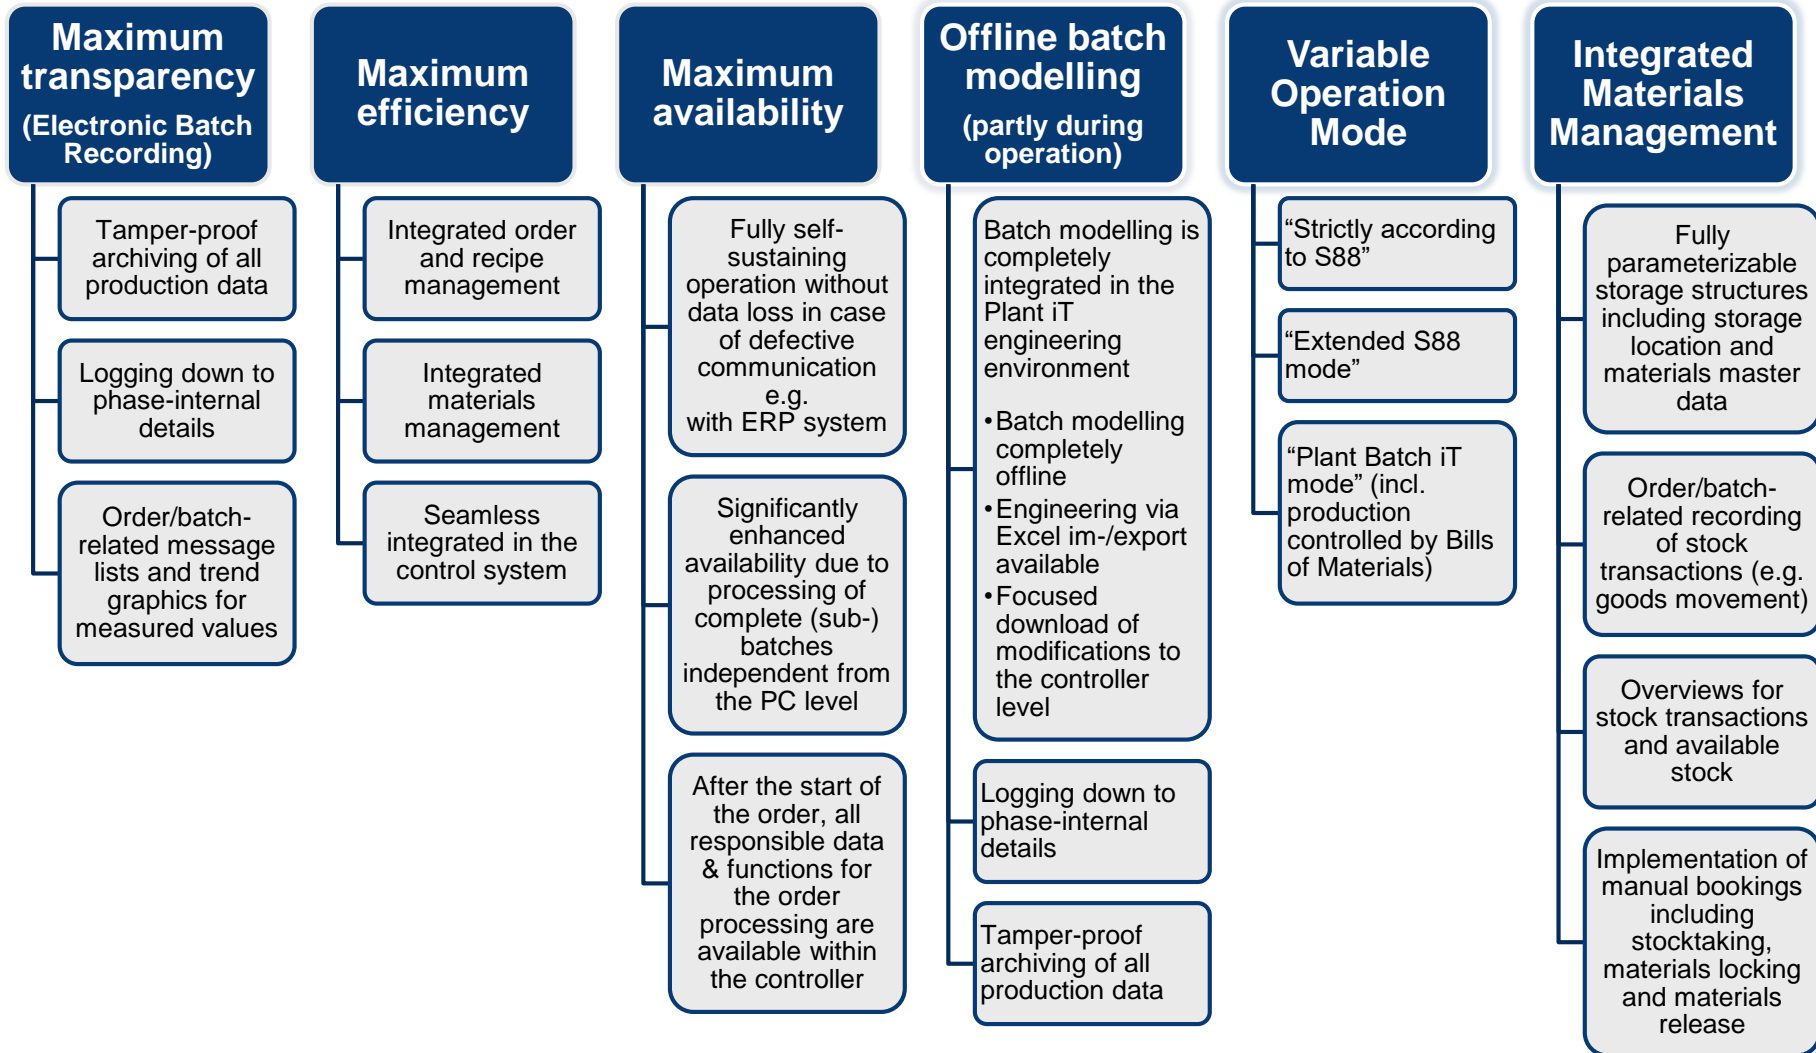 Maximum
transparency
(Electronic Batch
Recording)
Tamper-proof
archiving of all
production data
Logging down to
phase-internal
details
Order/batch-
related message
lists and trend
graphics for
measured values
Maximum
efficiency
Integrated order
and recipe
management
Integrated
materials
management
Seamless
integrated in the
control system
Maximum
availability
Fully self-
sustaining
operation without
data loss in case
of defective
communication
e.g.
with ERP system
Significantly
enhanced
availability due to
processing of
complete (sub-)
batches
independent from
the PC level
After the start of
the order, all
responsible data
& functions for
the order
processing are
available within
the controller
Offline batch
modelling
(partly during
operation)
Batch modelling is
completely
integrated in the
Plant iT
engineering
environment
•Batch modelling
completely
offline
•Engineering via
Excel im-/export
available
•Focused
download of
modifications to
the controller
level
Logging down to
phase-internal
details
Tamper-proof
archiving of all
production data
Variable
Operation
Mode
“Strictly according
to S88”
“Extended S88
mode”
“Plant Batch iT
mode” (incl.
production
controlled by Bills
of Materials)
Integrated
Materials
Management
Fully
parameterizable
storage structures
including storage
location and
materials master
data
Order/batch-
related recording
of stock
transactions (e.g.
goods movement)
Overviews for
stock transactions
and available
stock
Implementation of
manual bookings
including
stocktaking,
materials locking
and materials
release